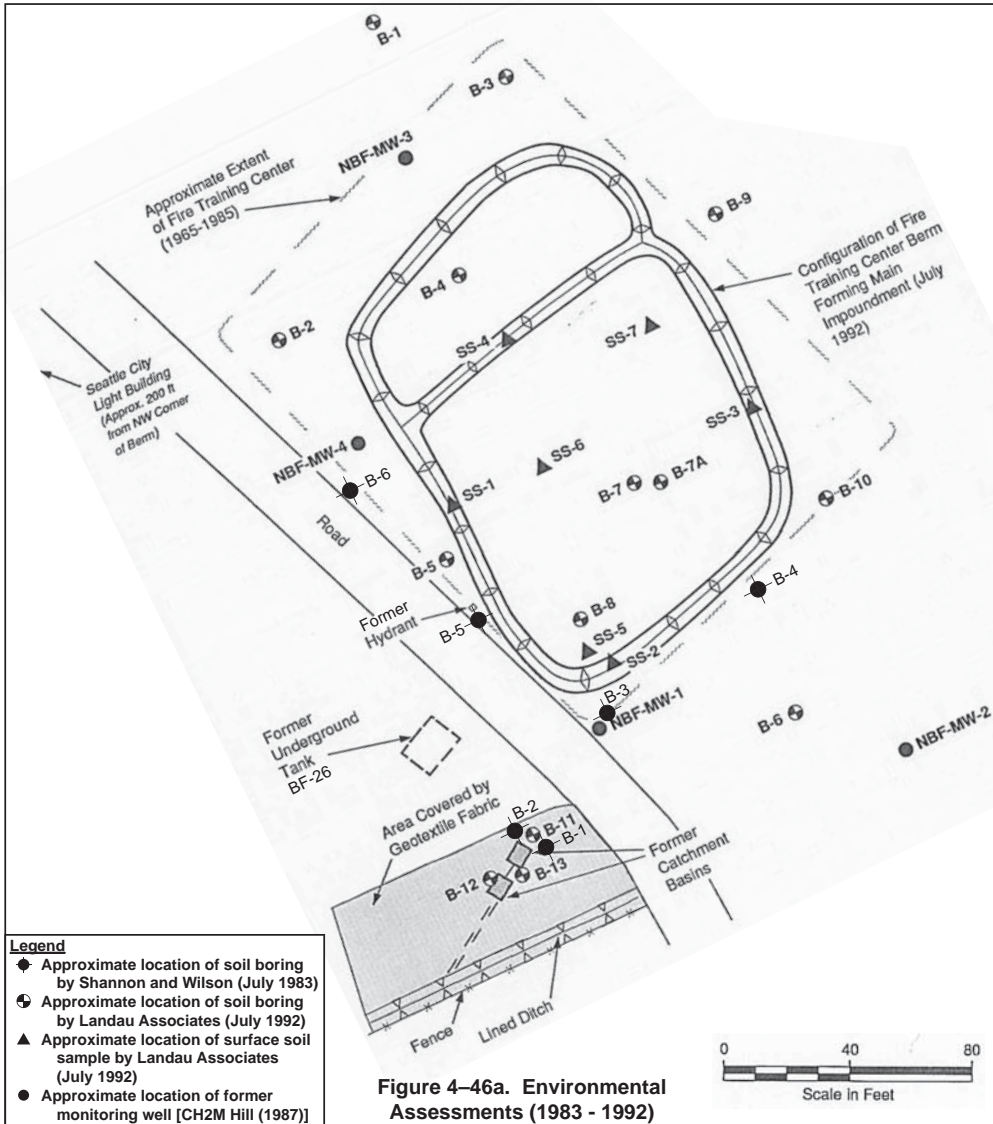 B-1
B-3
NBF-MW-3
Approximate Extent
of Fire Training Center
(1965-1985)
B-9
Configuration of Fire
Training Center Berm
Forming Main
Impoundment (July
1992)
B-4
B-2
SS-4
SS-7
Seattle City
Light Building
(Approx. 200 ft
from NW Corner
of Berm)
SS-3
NBF-MW-4
SS-6
B-6
B-7
B-7A
SS-1
B-10
Road
B-5
B-4
Former
Hydrant
B-5
B-8
SS-5
SS-2
B-3
NBF-MW-1
B-6
NBF-MW-2
Former
Underground
Tank
BF-26
Area Covered by
Geotextile Fabric
B-2
B-11
B-1
Former
Catchment
Basins
B-12
B-13
Fence
Lined Ditch
Legend
Approximate location of soil boring
by Shannon and Wilson (July 1983)
Approximate location of soil boring
by Landau Associates (July 1992)
Approximate location of surface soil
sample by Landau Associates
(July 1992)
Approximate location of former
monitoring well [CH2M Hill (1987)]
Figure 4–46a. Environmental
Assessments (1983 - 1992)
0 40 80
Scale in Feet